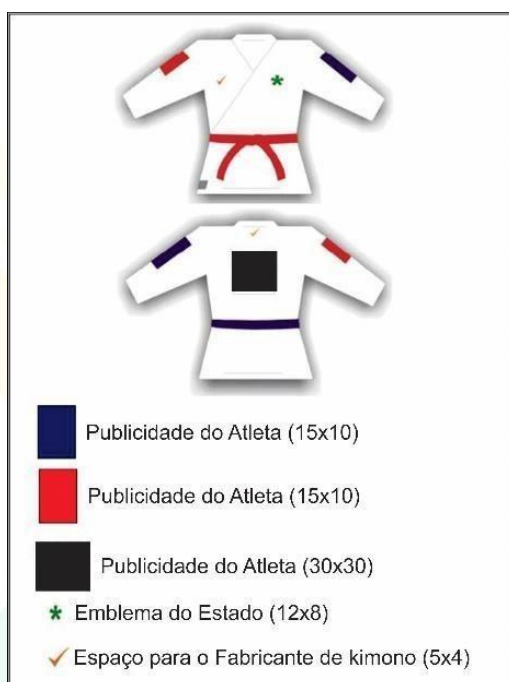 Publicidade do Atleta (15x10)
Publicidade do Atleta (15x10)
Publicidade do Atleta (30x30)
Emblema do Estado (12x8)
Espaço para o Fabricante de kimono (5x4)